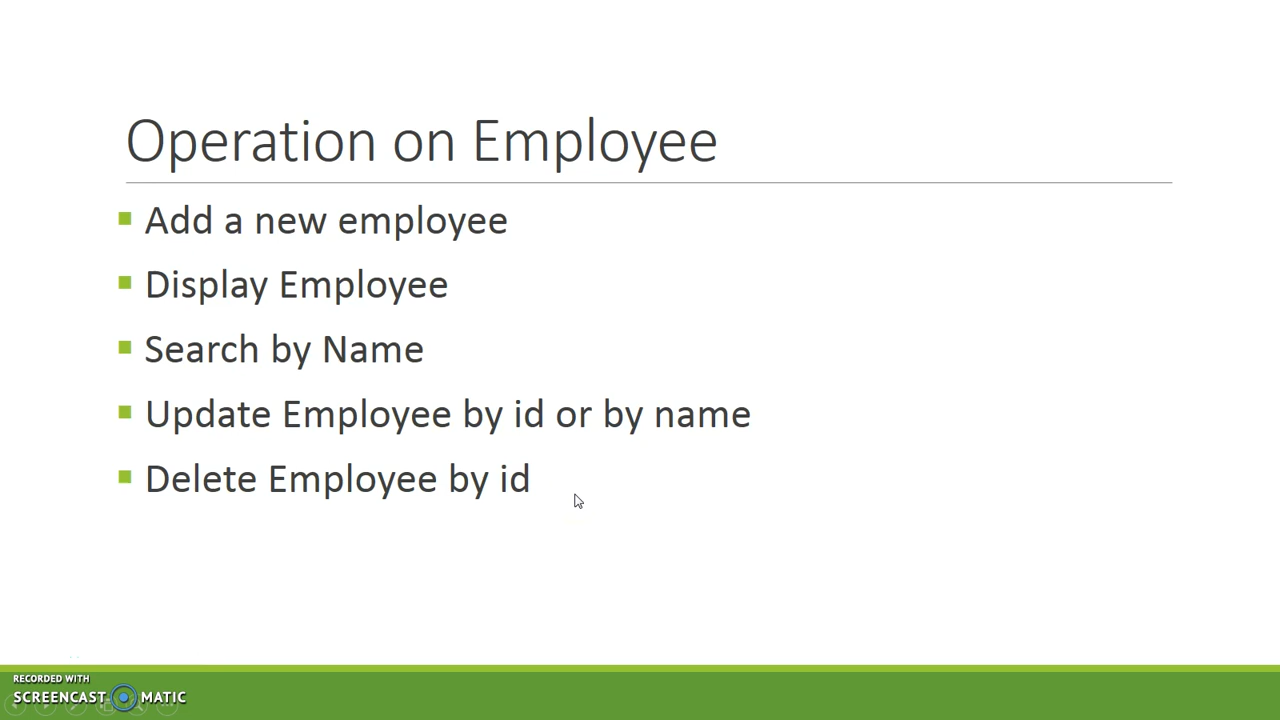 Operation on Employee
Add a new employee
Display Employee
Search by Name
Update Employee by id or by name
Delete Employee by id
RECORDED WITH
SCREENCAST MATIC